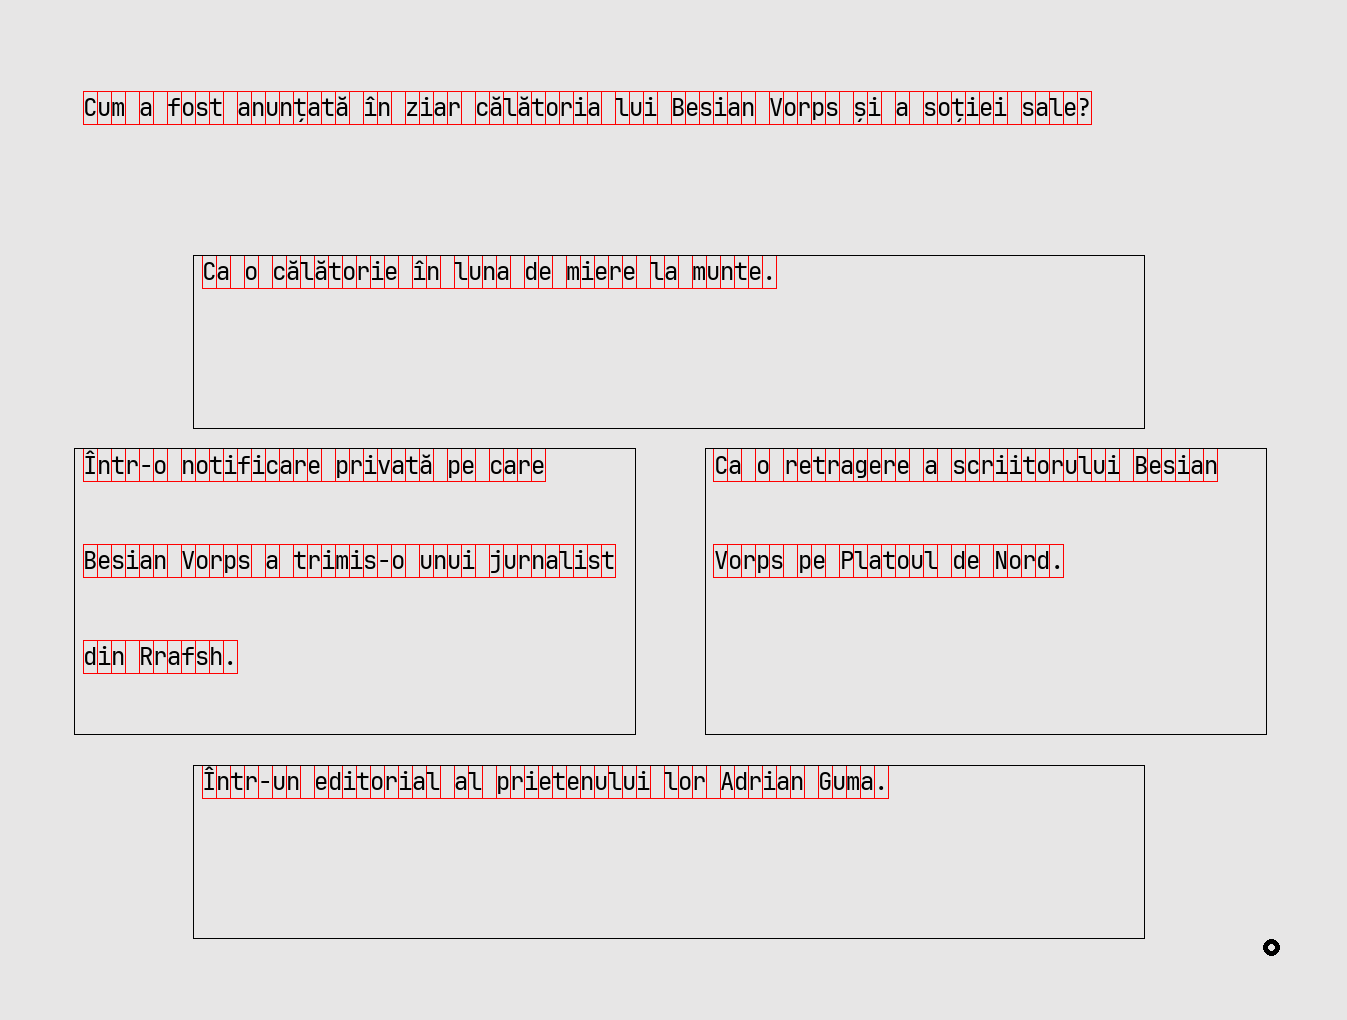 Cum a fost anunțată în ziar călătoria lui Besian Vorps și a soției sale?
Ca o călătorie în luna de miere la munte.
Într-o notificare privată pe care
Besian Vorps a trimis-o unui jurnalist
din Rrafsh.
Ca o retragere a scriitorului Besian
Vorps pe Platoul de Nord.
Într-un editorial al prietenului lor Adrian Guma.